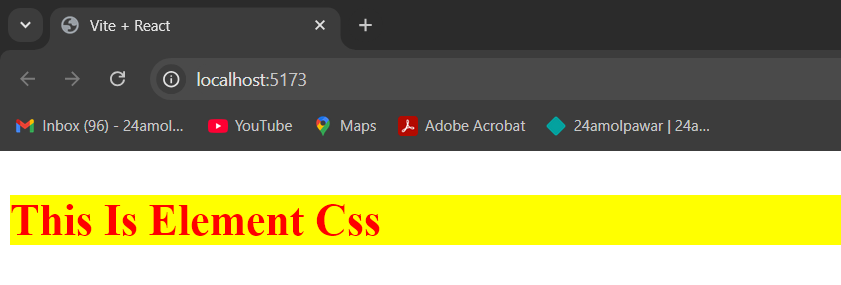 Vite + React
localhost:5173
Inbox (96) - 24amol... YouTube Maps Adobe Acrobat 24amolpawar | 24a...
This Is Element Css